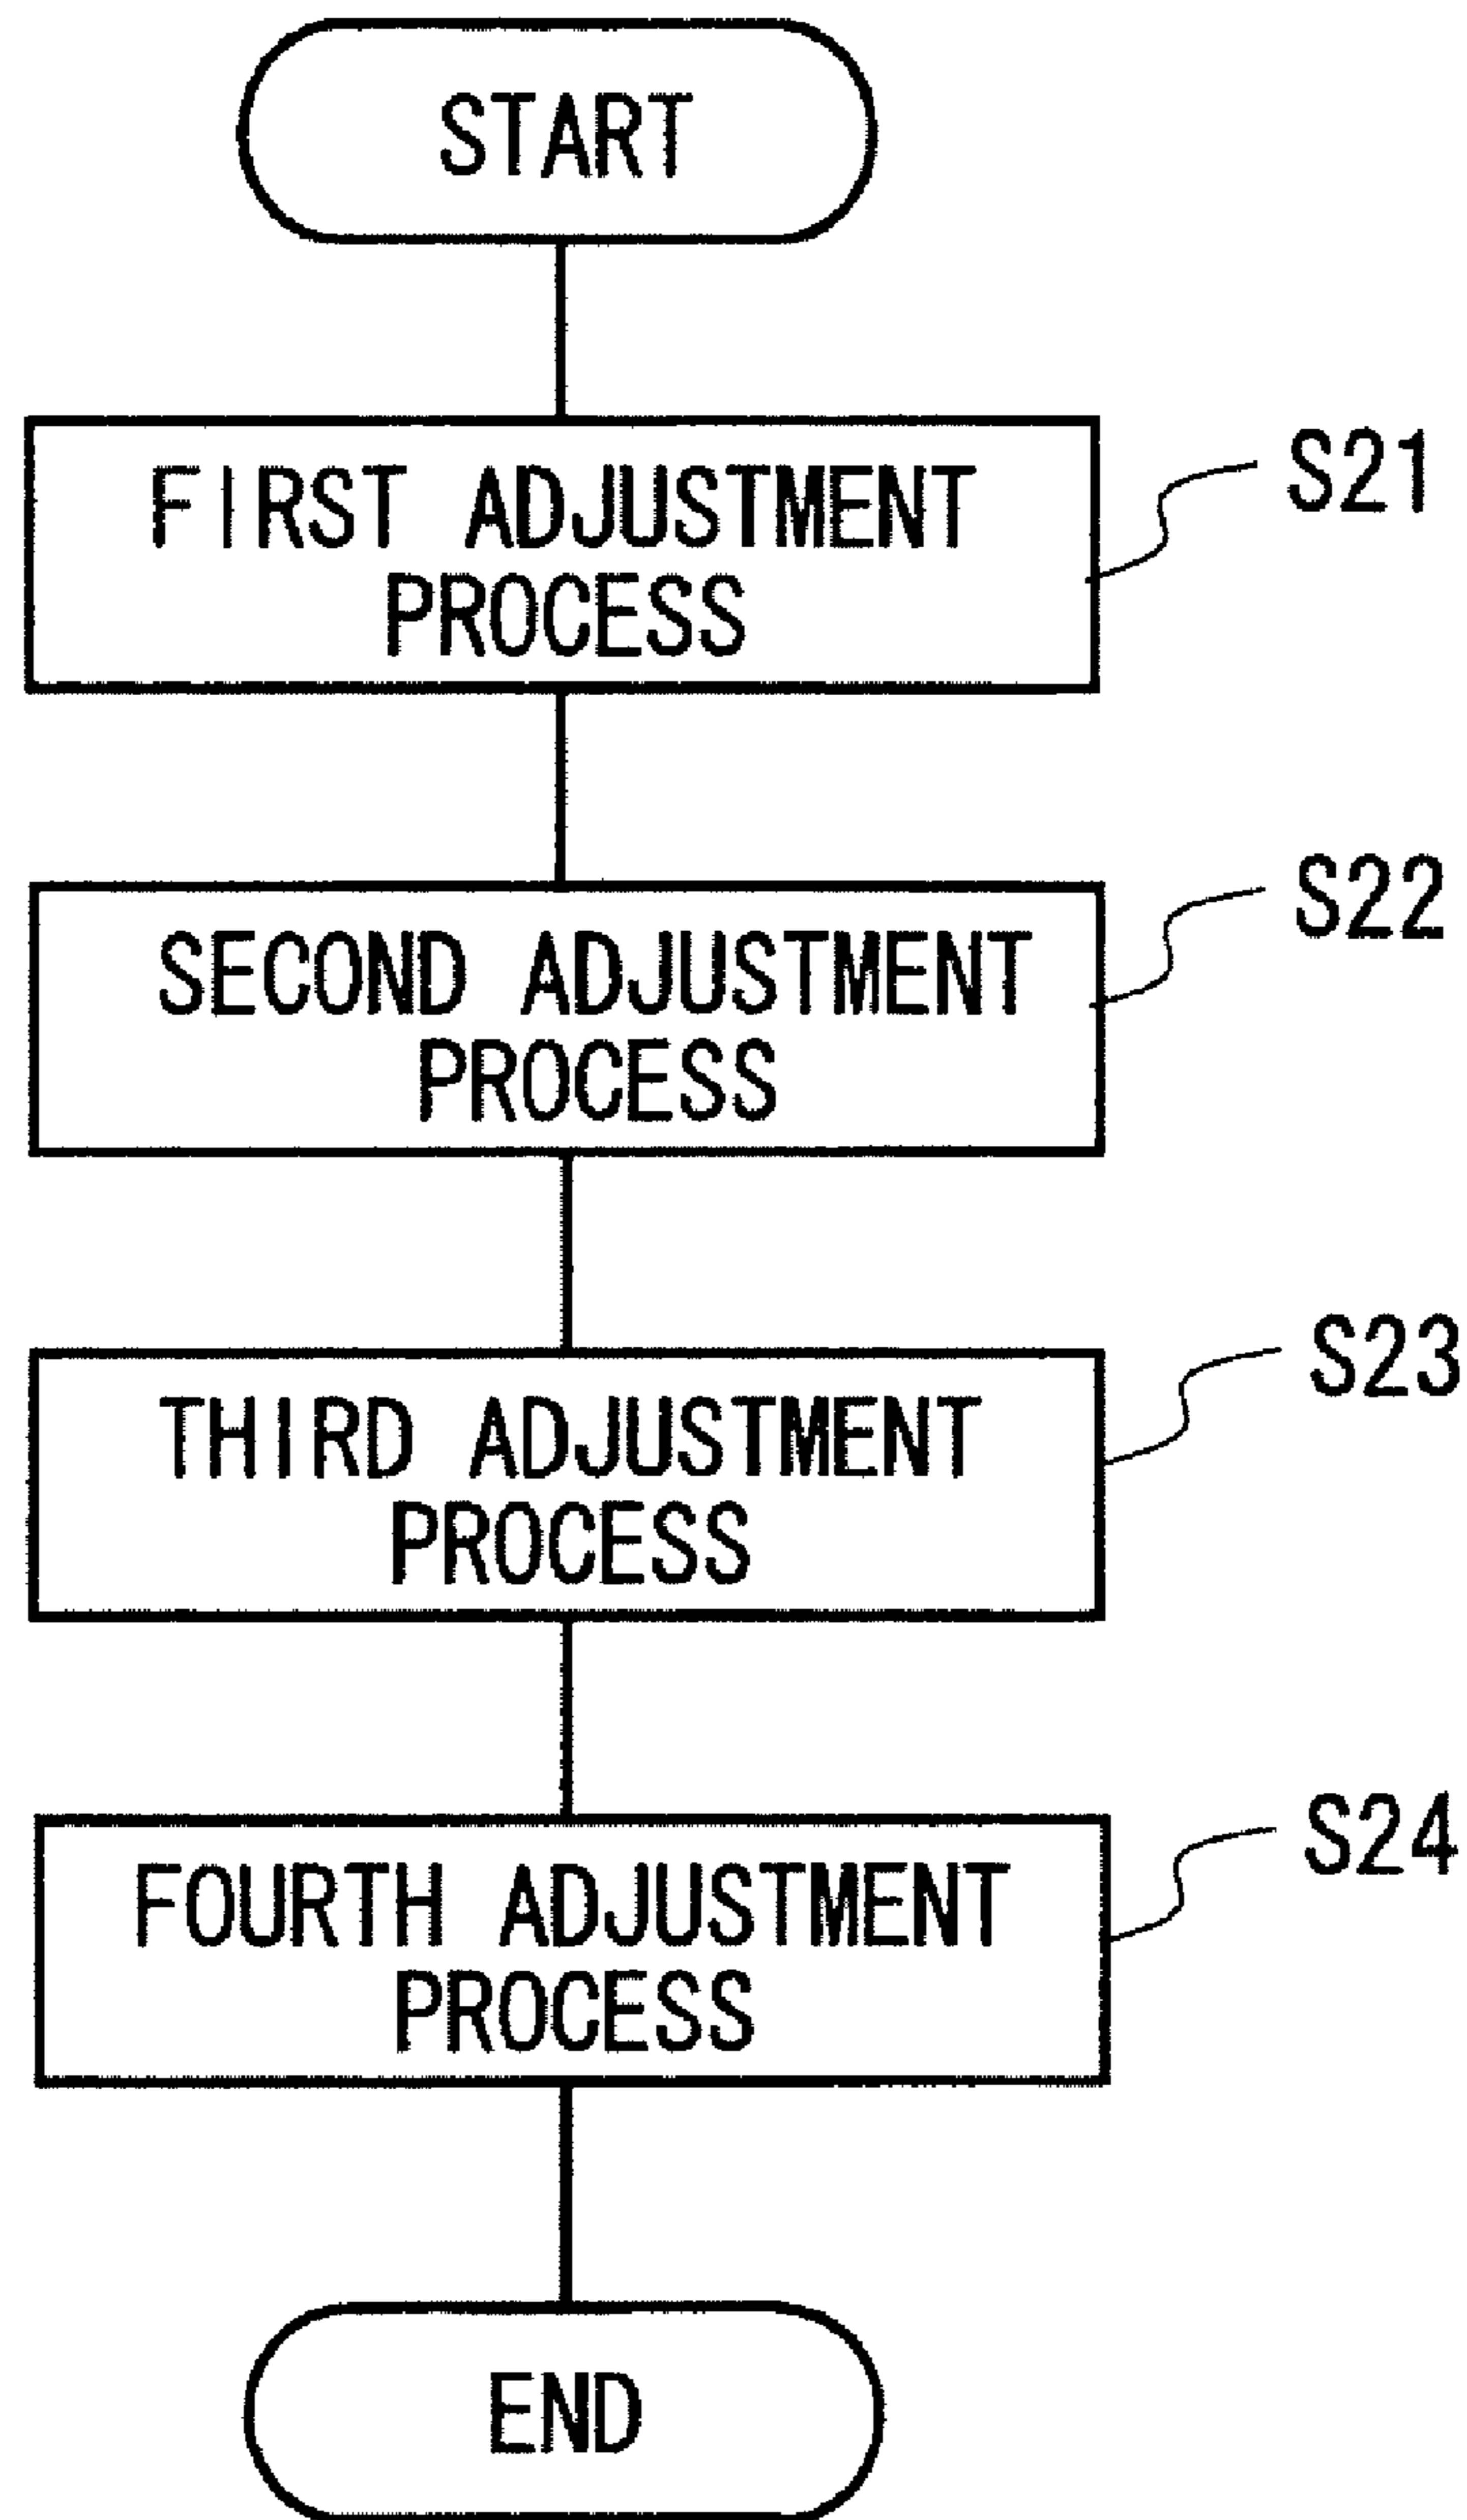 START
FIRST ADJUSTMENT
PROCESS
S21
SECOND ADJUSTMENT
PROCESS
S22
THIRD ADJUSTMENT
PROCESS
S23
FOURTH ADJUSTMENT
PROCESS
S24
END